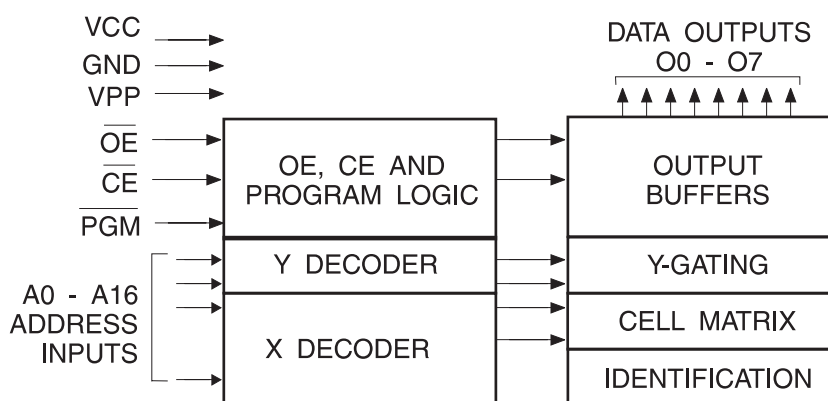 VCC
GND
VPP
OE
CE
PGM
A0 - A16
ADDRESS
INPUTS
OE, CE AND
PROGRAM LOGIC
Y DECODER
X DECODER
DATA OUTPUTS
O0 - O7
OUTPUT
BUFFERS
Y-GATING
CELL MATRIX
IDENTIFICATION